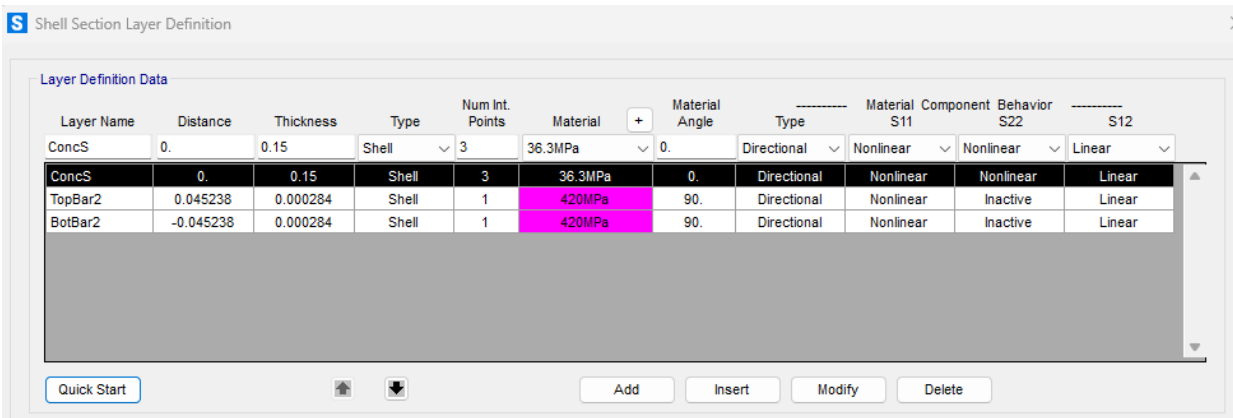 S Shell Section Layer Definition
Layer Definition Data
Num Int. Material ---------- Material Component Behavior ----------
Layer Name Distance Thickness Type Points Material + Angle Type S11 S22 S12
ConcS 0. 0.15 Shell 3 36.3MPa 0. Directional Nonlinear Nonlinear Linear
ConcS 0. 0.15 Shell 3 36.3MPa 0. Directional Nonlinear Nonlinear Linear
TopBar2 0.045238 0.000284 Shell 1 420MPa 90. Directional Nonlinear Inactive Linear
BotBar2 -0.045238 0.000284 Shell 1 420MPa 90. Directional Nonlinear Inactive Linear
Quick Start Add Insert Modify Delete